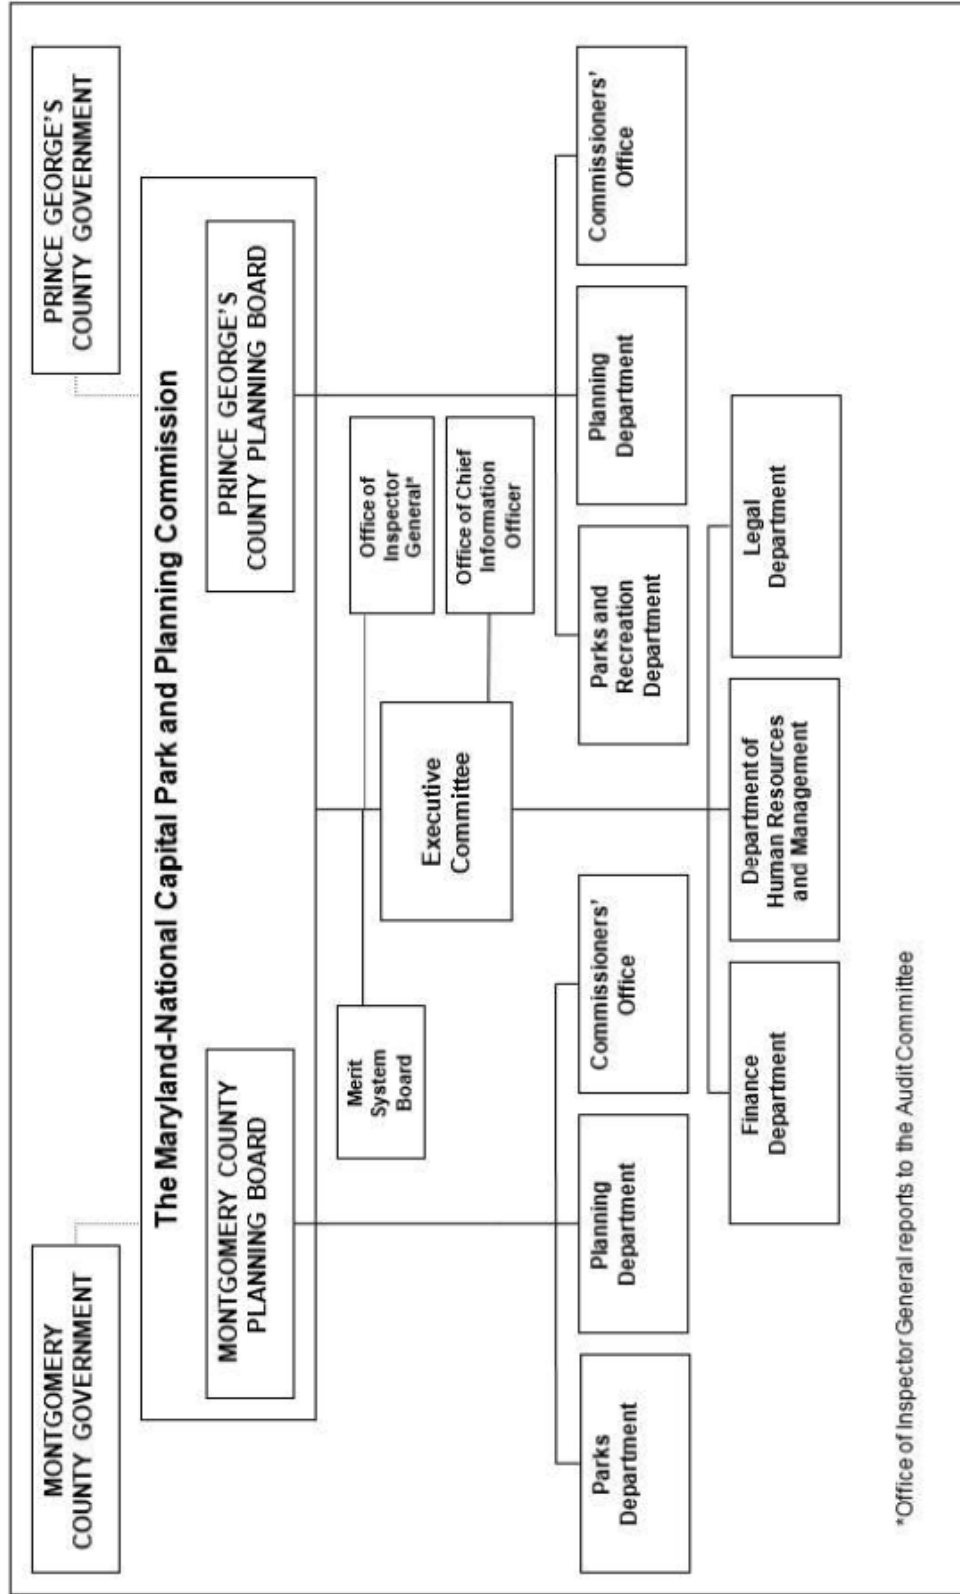 MONTGOMERY
COUNTY GOVERNMENT
PRINCE GEORGE'S
COUNTY GOVERNMENT
The Maryland-National Capital Park and Planning Commission
MONTGOMERY COUNTY
PLANNING BOARD
PRINCE GEORGE'S
COUNTY PLANNING BOARD
Merit
System
Board
Office of
Inspector
General*
Executive
Committee
Office of Chief
Information
Officer
Parks
Department
Planning
Department
Commissioners'
Office
Parks and
Recreation
Department
Planning
Department
Commissioners'
Office
Finance
Department
Department of
Human Resources
and Management
Legal
Department
*Office of Inspector General reports to the Audit Committee